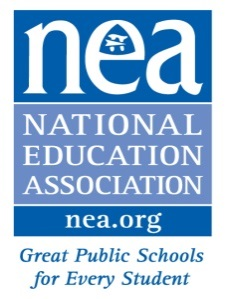 nea
NATIONAL
EDUCATION
ASSOCIATION
nea.org
Great Public Schools
for Every Student